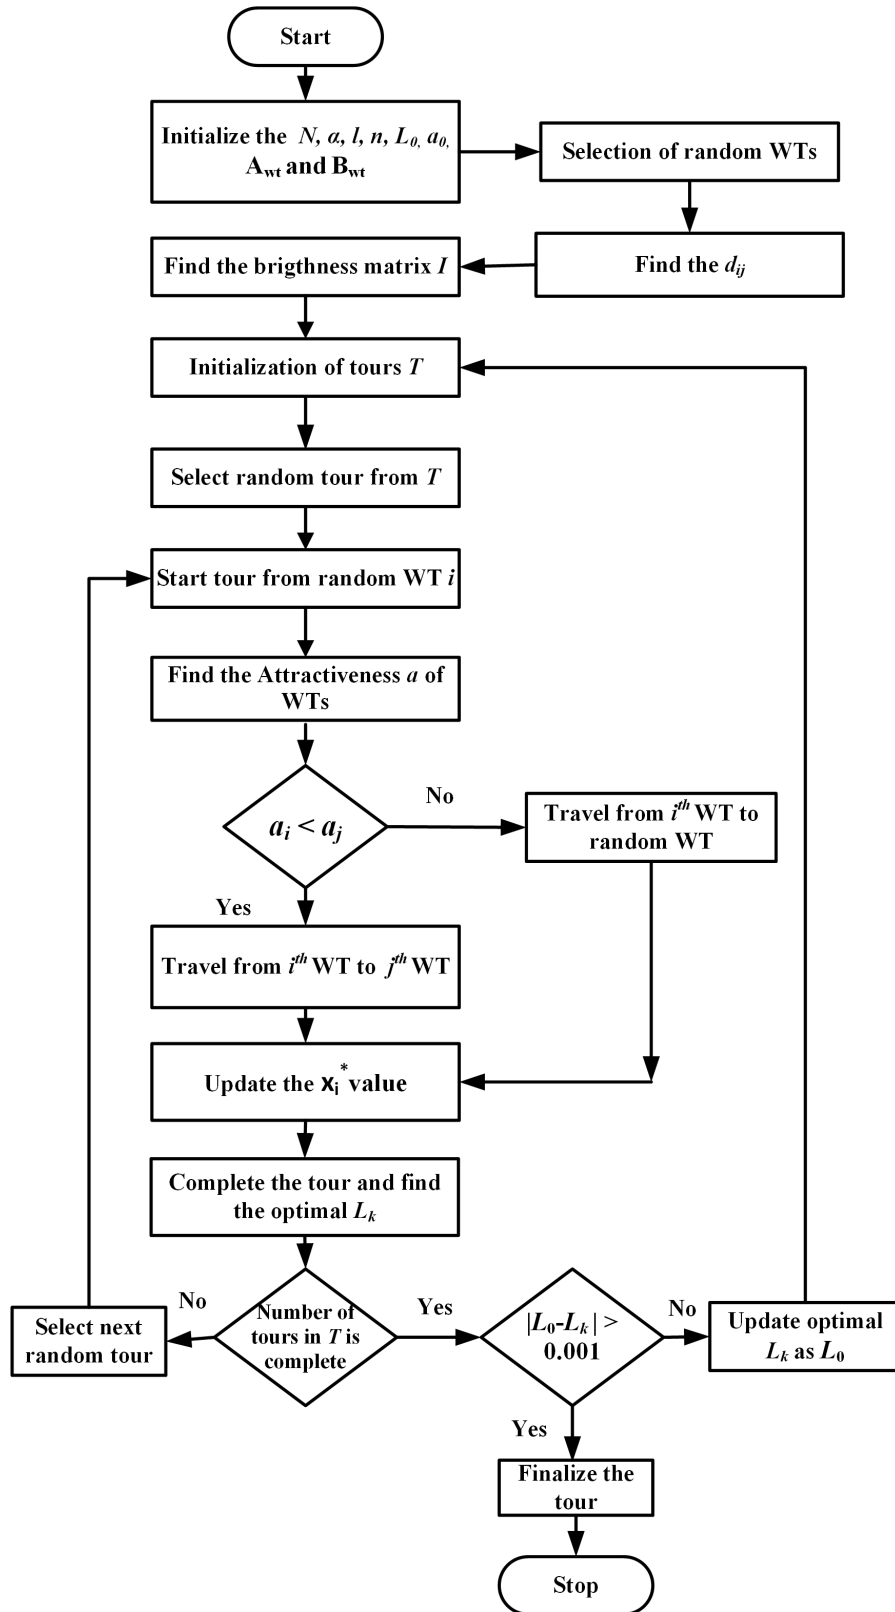 Start
Initialize the N, α, l, n, L0, a0,
Awt and Bwt
Selection of random WTs
Find the dij
Find the brigthness matrix I
Initialization of tours T
Select random tour from T
Start tour from random WT i
Find the Attractiveness a of
WTs
ai < aj
No
Travel from ith WT to
random WT
Yes
Travel from ith WT to jth WT
Update the xi* value
Complete the tour and find
the optimal Lk
Number of
tours in T is
complete
No
Select next
random tour
Yes
|L0-Lk| >
0.001
No
Update optimal
Lk as L0
Yes
Finalize the
tour
Stop